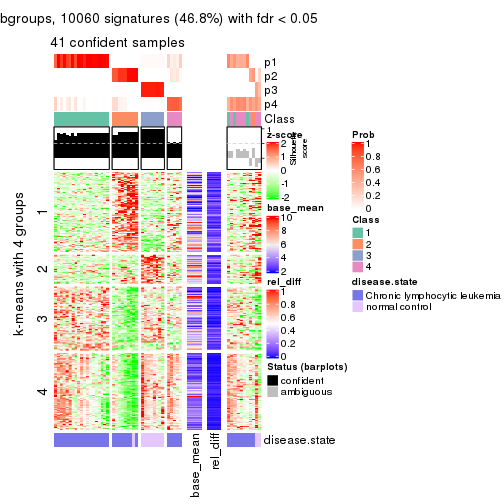 bgroups, 10060 signatures (46.8%) with fdr < 0.05
41 confident samples
p1
p2
p3
p4
Class
1
Silhouette
score
k-means with 4 groups
1
2
3
4
base_mean
rel_diff
disease.state
z-score
2
1
0
-1
-2
base_mean
10
8
6
4
2
rel_diff
1
0.8
0.6
0.4
0.2
0
Status (barplots)
confident
ambiguous
Prob
1
0.8
0.6
0.4
0.2
0
Class
1
2
3
4
disease.state
Chronic lymphocytic leukemia
normal control